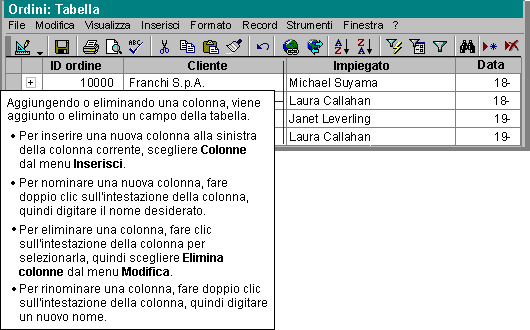 Ordini: Tabella
File Modifica Visualizza Inserisci Formato Record Strumenti Finestra ?
ABC
A Z Z A
ID ordine Cliente Impiegato Data
10000 Franchi S.p.A. Michael Suyama 18-
Laura Callahan 18-
Janet Leverling 19-
Laura Callahan 19-
Aggiungendo o eliminando una colonna, viene
aggiunto o eliminato un campo della tabella.
• Per inserire una nuova colonna alla sinistra
della colonna corrente, scegliere Colonne
dal menu Inserisci.
• Per nominare una nuova colonna, fare
doppio clic sull'intestazione della colonna,
quindi digitare il nome desiderato.
• Per eliminare una colonna, fare clic
sull'intestazione della colonna per
selezionarla, quindi scegliere Elimina
colonne dal menu Modifica.
• Per rinominare una colonna, fare doppio clic
sull'intestazione della colonna, quindi digitare
un nuovo nome.